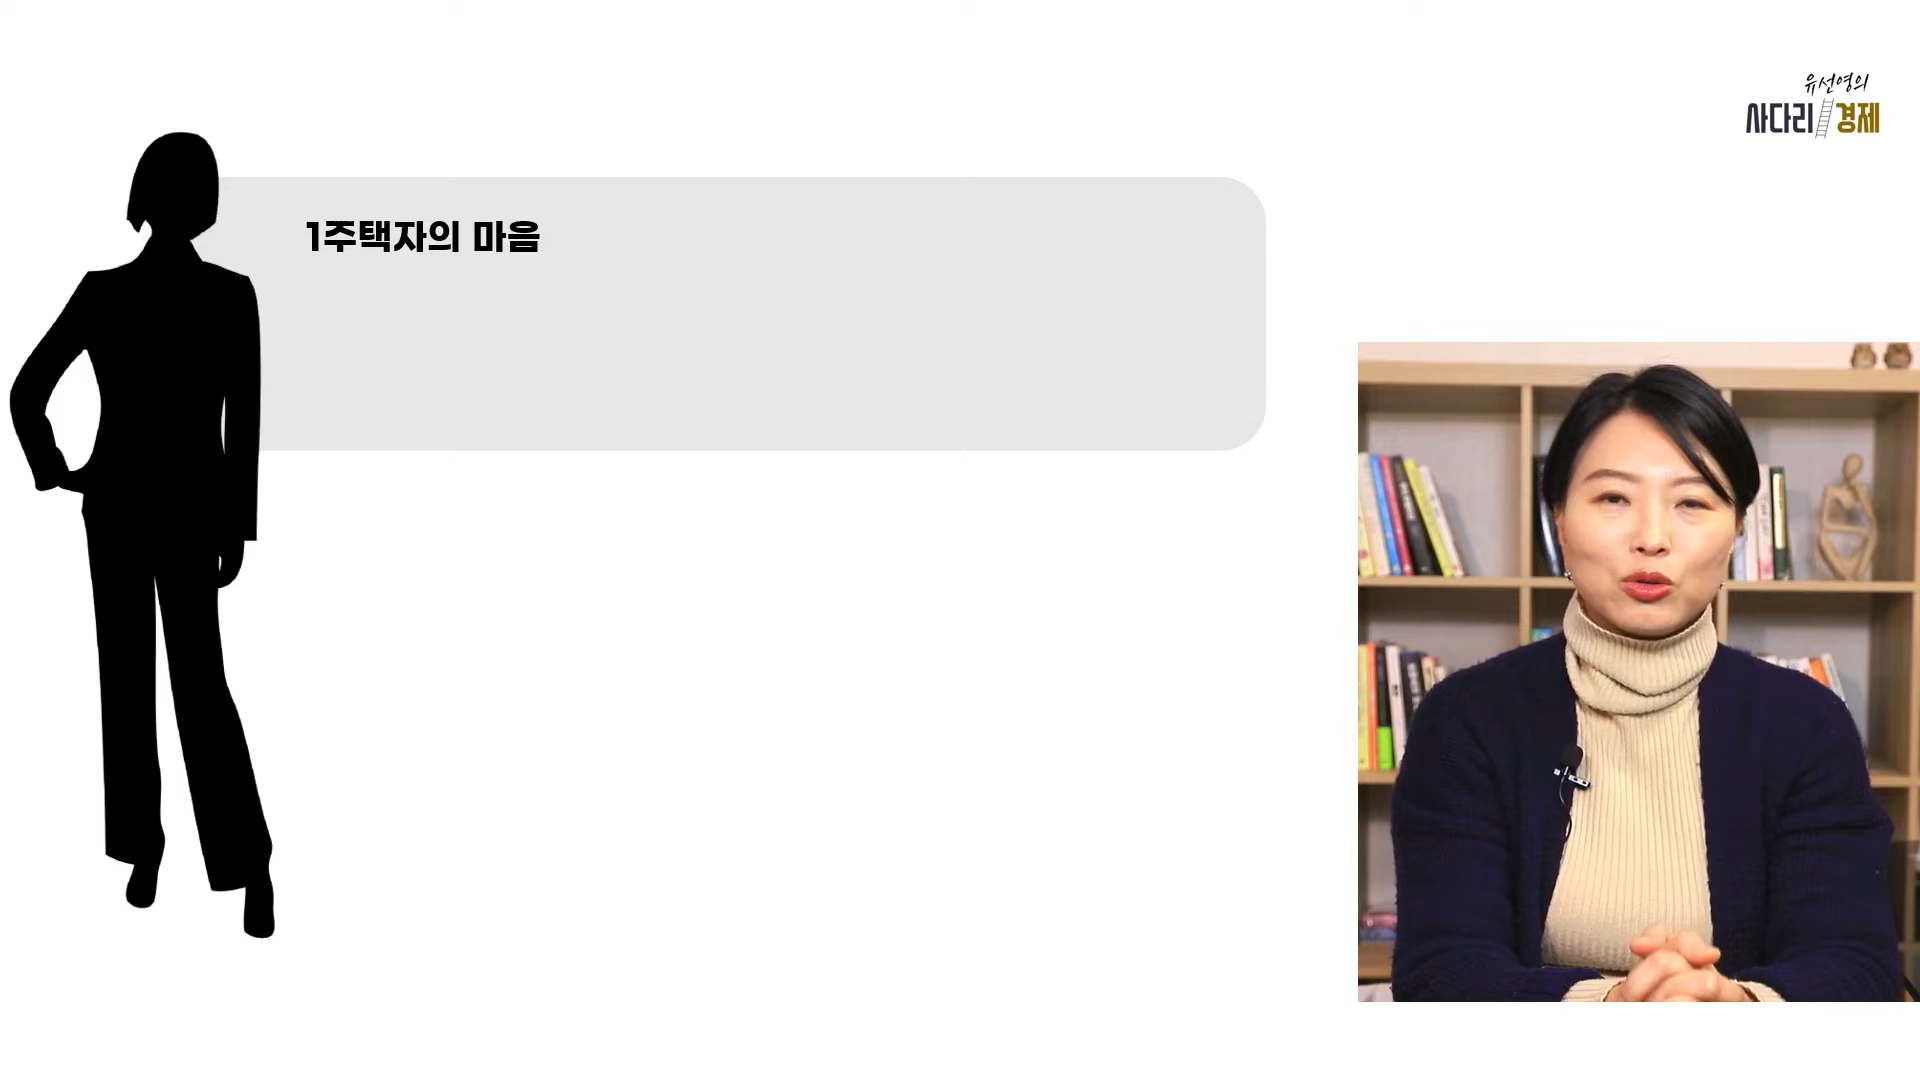 유선영의
사다리 경제
1주택자의 마음